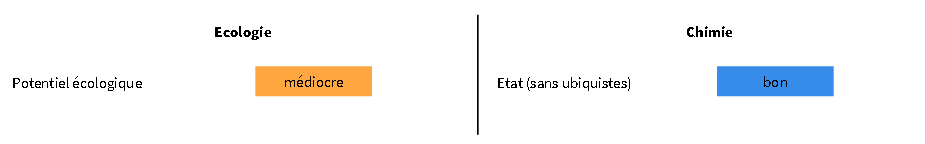 Ecologie
Potentiel écologique médiocre
Chimie
Etat (sans ubiquistes) bon